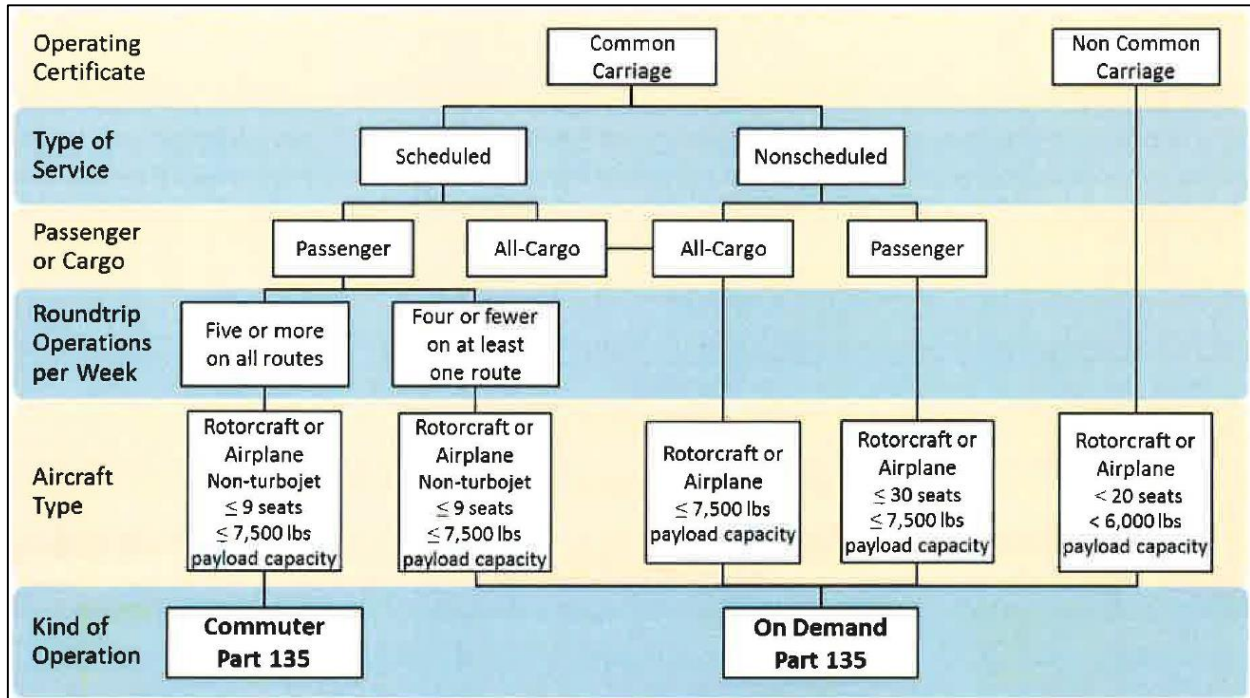 Operating
Certificate
Common
Carriage
Non Common
Carriage
Type of
Service
Scheduled
Nonscheduled
Passenger
or Cargo
Passenger
All-Cargo
All-Cargo
Passenger
Roundtrip
Operations
per Week
Five or more
on all routes
Four or fewer
on at least
one route
Aircraft
Type
Rotorcraft or
Airplane
Non-turbojet
≤ 9 seats
≤ 7,500 lbs
payload capacity
Rotorcraft or
Airplane
Non-turbojet
≤ 9 seats
≤ 7,500 lbs
payload capacity
Rotorcraft or
Airplane
≤ 7,500 lbs
payload capacity
Rotorcraft or
Airplane
≤ 30 seats
≤ 7,500 lbs
payload capacity
Rotorcraft or
Airplane
< 20 seats
< 6,000 lbs
payload capacity
Kind of
Operation
Commuter
Part 135
On Demand
Part 135